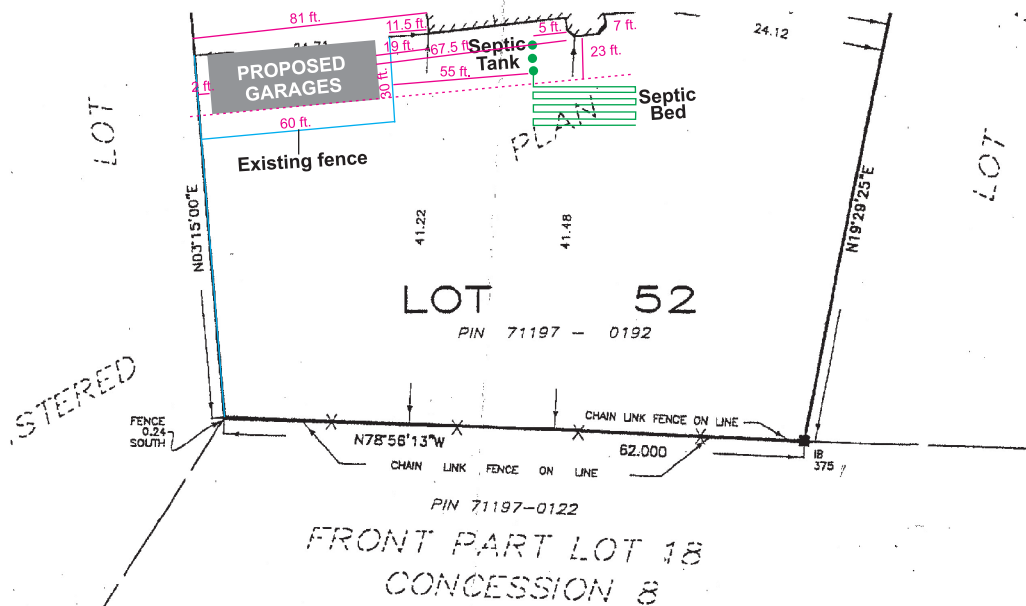 81 ft.
11.5 ft.
5 ft.
7 ft.
24.71
24.12
19 ft.
67.5 ft.
Septic
Tank
23 ft.
PROPOSED
GARAGES
2 ft.
30 ft.
55 ft.
Septic
Bed
60 ft.
PLAN
Existing fence
LOT
LOT
N03°15'00"E
N19°29'25"E
41.22
41.48
LOT 52
PIN 71197 - 0192
STERED
FENCE
0.24
SOUTH
CHAIN LINK FENCE ON LINE
N78°56'13"W
62.000
IB
375
CHAIN LINK FENCE ON LINE
PIN 71197-0122
FRONT PART LOT 18
CONCESSION 8